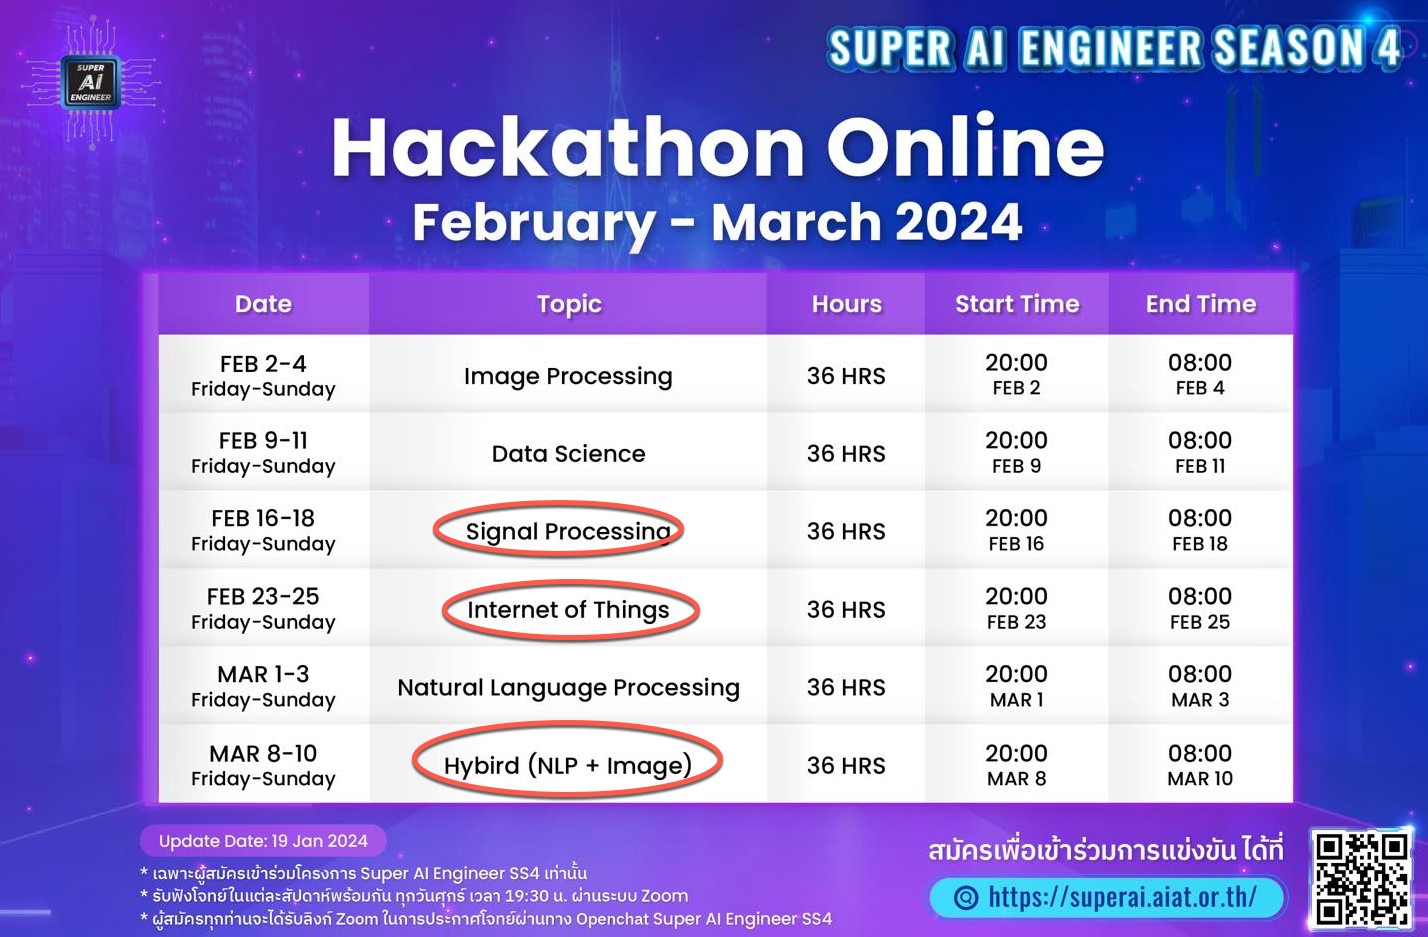 SUPER
AI
ENGINEER
SUPER AI ENGINEER SEASON 4
Hackathon Online
February - March 2024
Date Topic Hours Start Time End Time
FEB 2-4 Image Processing 36 HRS 20:00 08:00
Friday-Sunday FEB 2 FEB 4
FEB 9-11 Data Science 36 HRS 20:00 08:00
Friday-Sunday FEB 9 FEB 11
FEB 16-18 Signal Processing 36 HRS 20:00 08:00
Friday-Sunday FEB 16 FEB 18
FEB 23-25 Internet of Things 36 HRS 20:00 08:00
Friday-Sunday FEB 23 FEB 25
MAR 1-3 Natural Language Processing 36 HRS 20:00 08:00
Friday-Sunday MAR 1 MAR 3
MAR 8-10 Hybird (NLP + Image) 36 HRS 20:00 08:00
Friday-Sunday MAR 8 MAR 10
Update Date: 19 Jan 2024
* เฉพาะผู้สมัครเข้าร่วมโครงการ Super AI Engineer SS4 เท่านั้น
* รับฟังโจทย์ในแต่ละสัปดาห์พร้อมกัน ทุกวันศุกร์ เวลา 19:30 น. ผ่านระบบ Zoom
* ผู้สมัครทุกท่านจะได้รับลิงก์ Zoom ในการประกาศโจทย์ผ่านทาง Openchat Super AI Engineer SS4
สมัครเพื่อเข้าร่วมการแข่งขัน ได้ที่
https://superai.aiat.or.th/